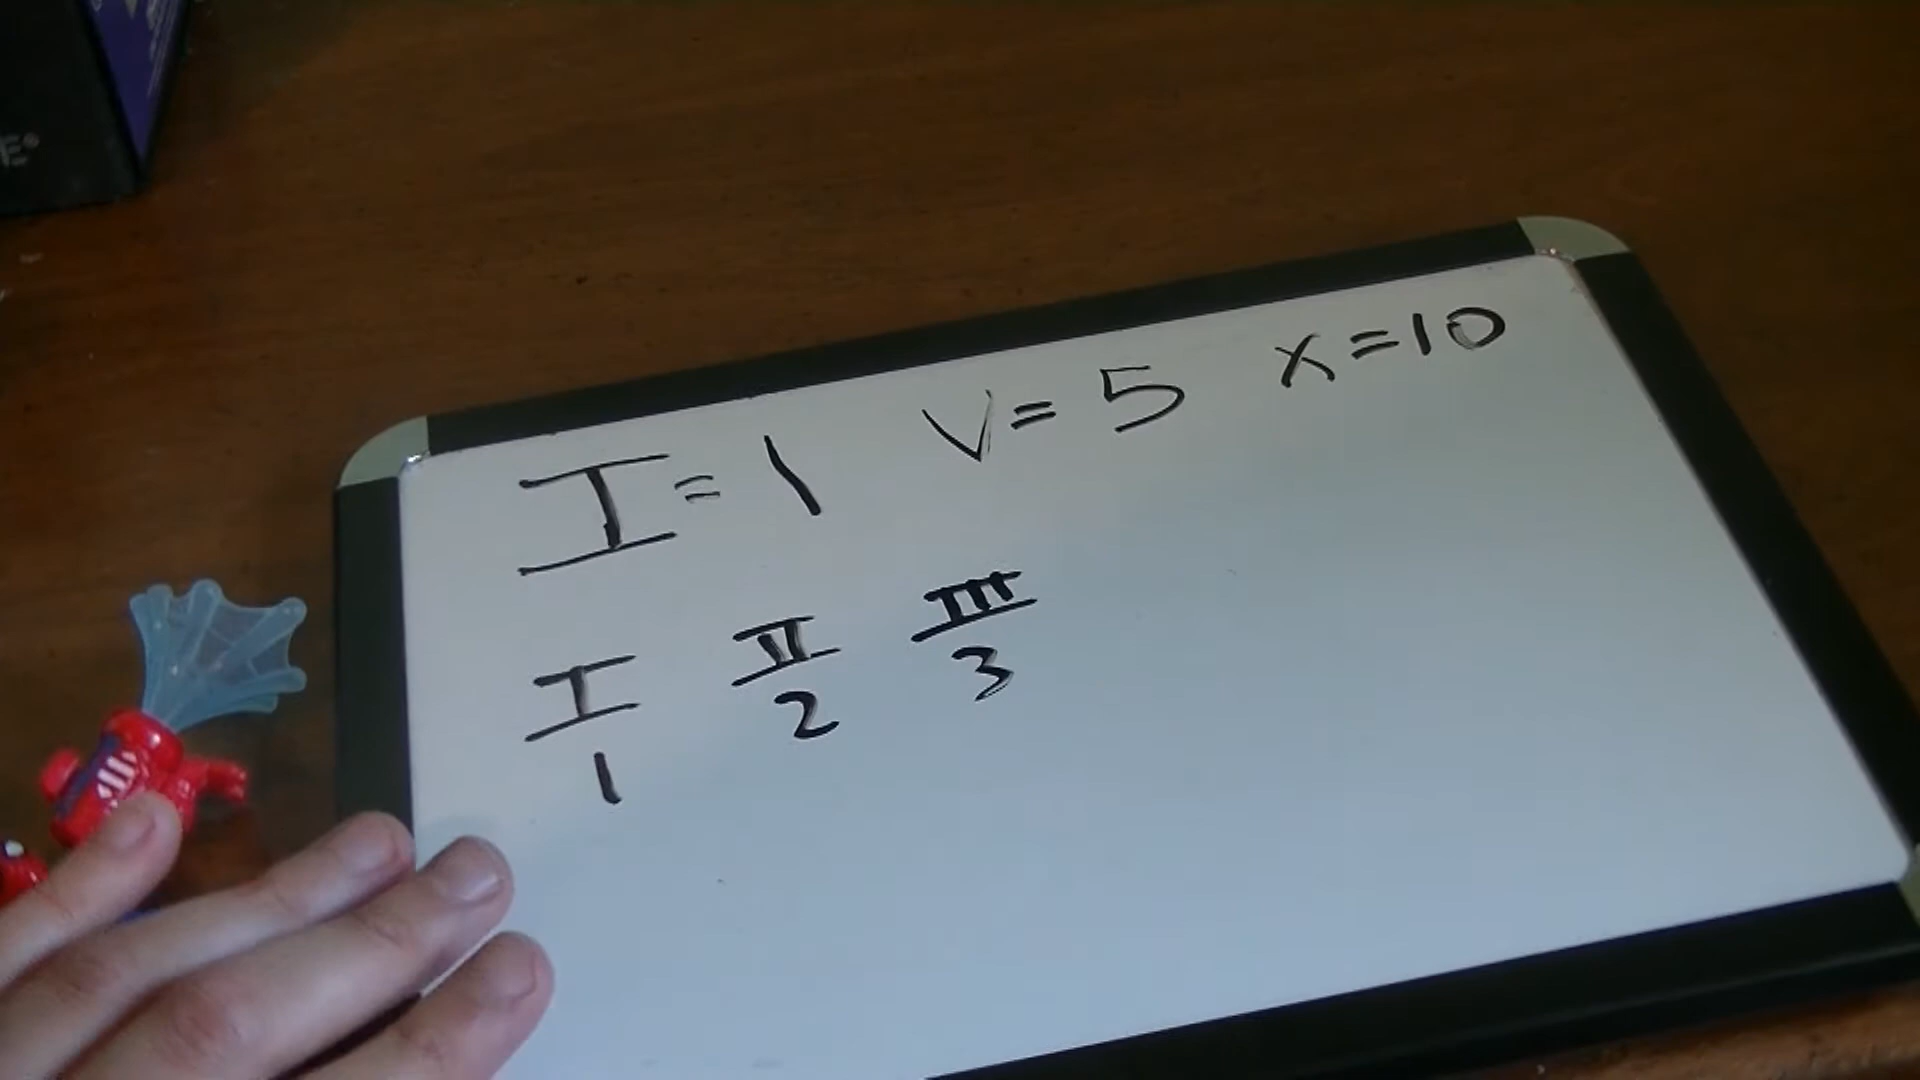 I = 1 V = 5 X = 10
I II III
1 2 3